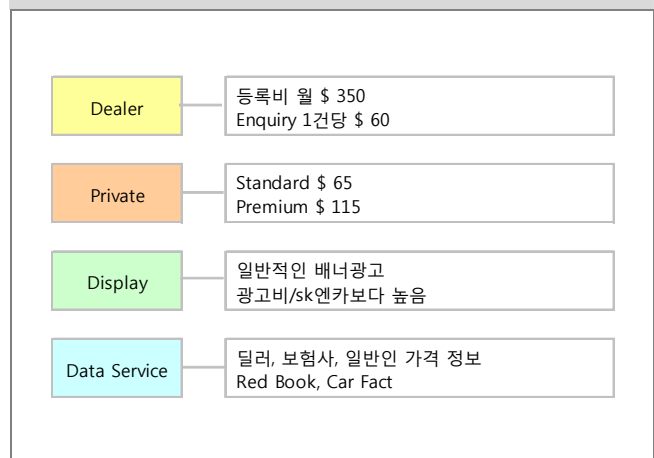 Dealer
등록비 월 $ 350
Enquiry 1건당 $ 60
Private
Standard $ 65
Premium $ 115
Display
일반적인 배너광고
광고비/sk엔카보다 높음
Data Service
딜러, 보험사, 일반인 가격 정보
Red Book, Car Fact